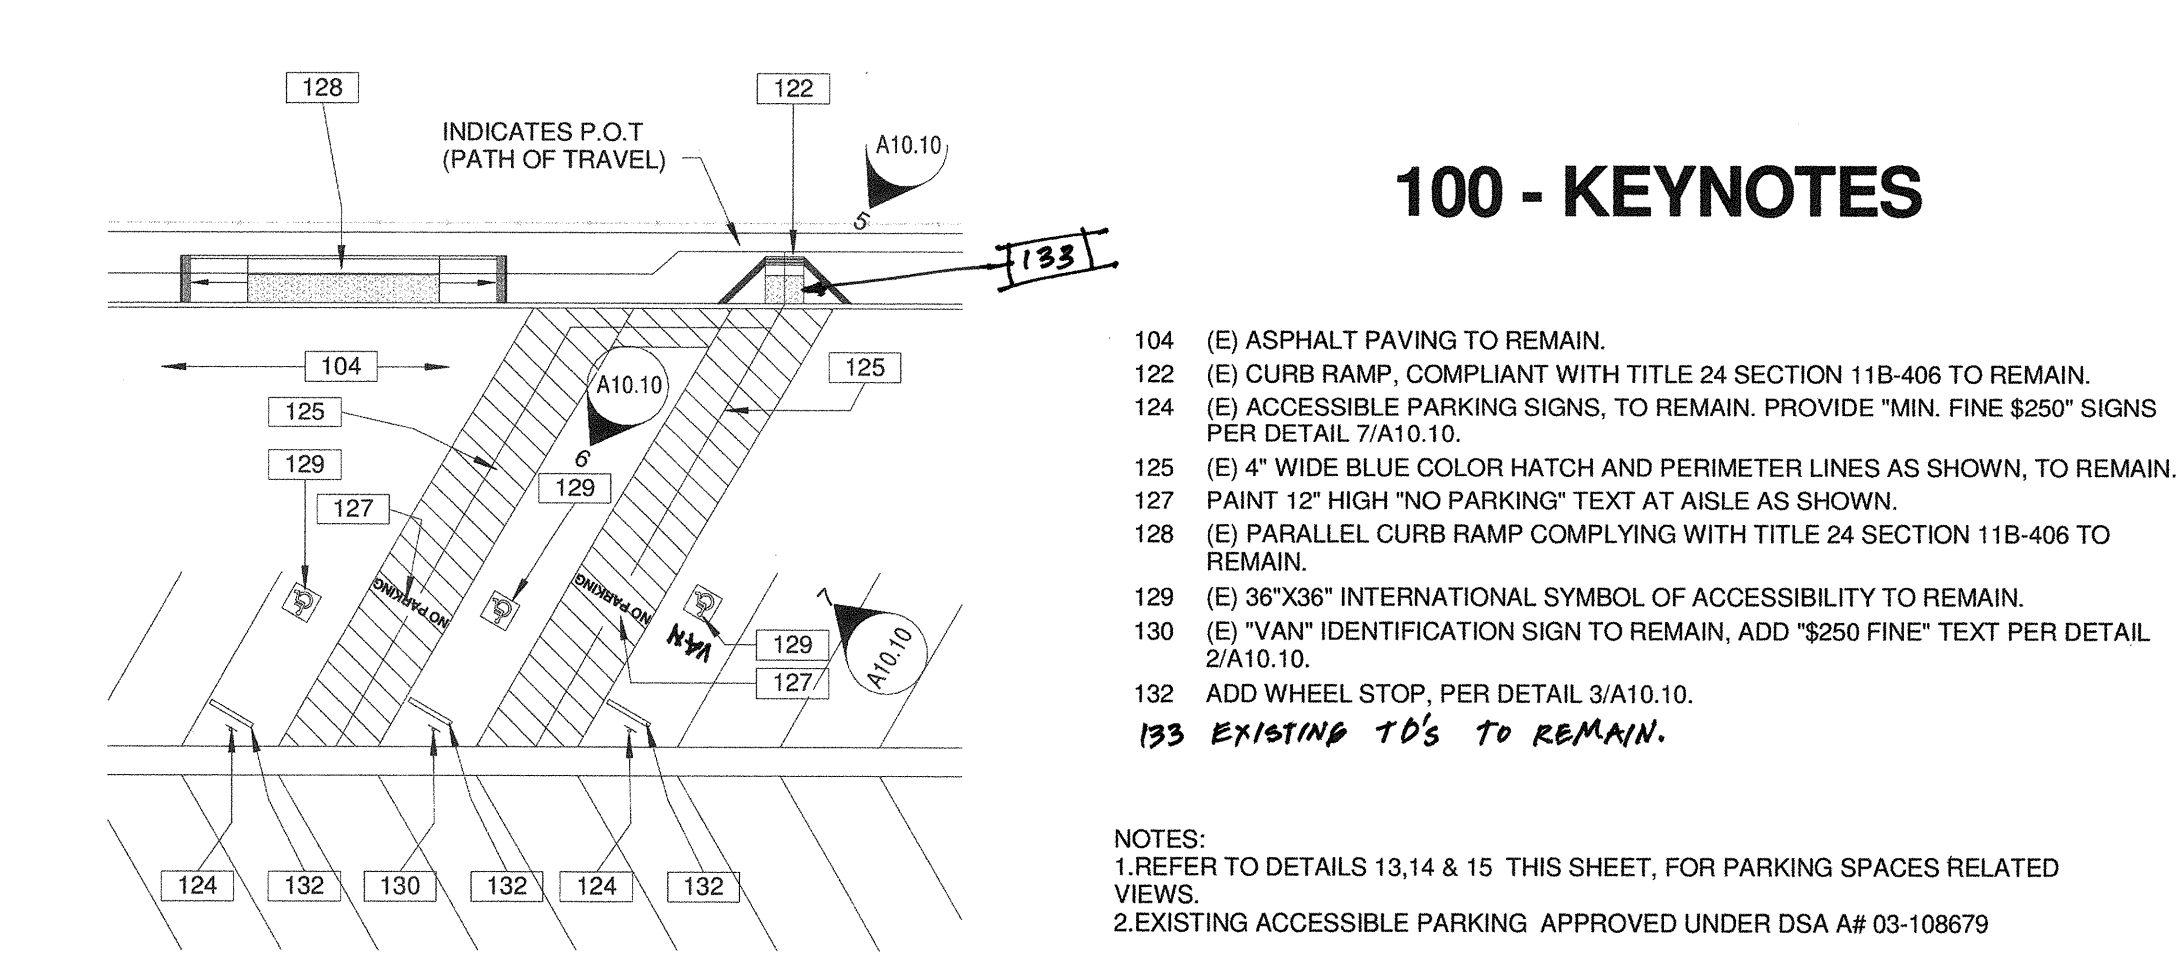 128
122
INDICATES P.O.T
(PATH OF TRAVEL)
A10.10
5
133
104
A10.10
125
125
6
129
129
127
NO PARKING
NO PARKING
VAN
7
A10.10
129
127
124
132
130
132
124
132
100 - KEYNOTES
104 (E) ASPHALT PAVING TO REMAIN.
122 (E) CURB RAMP, COMPLIANT WITH TITLE 24 SECTION 11B-406 TO REMAIN.
124 (E) ACCESSIBLE PARKING SIGNS, TO REMAIN. PROVIDE "MIN. FINE $250" SIGNS
PER DETAIL 7/A10.10.
125 (E) 4" WIDE BLUE COLOR HATCH AND PERIMETER LINES AS SHOWN, TO REMAIN.
127 PAINT 12" HIGH "NO PARKING" TEXT AT AISLE AS SHOWN.
128 (E) PARALLEL CURB RAMP COMPLYING WITH TITLE 24 SECTION 11B-406 TO
REMAIN.
129 (E) 36"X36" INTERNATIONAL SYMBOL OF ACCESSIBILITY TO REMAIN.
130 (E) "VAN" IDENTIFICATION SIGN TO REMAIN, ADD "$250 FINE" TEXT PER DETAIL
2/A10.10.
132 ADD WHEEL STOP, PER DETAIL 3/A10.10.
133 EXISTING TD'S TO REMAIN.
NOTES:
1.REFER TO DETAILS 13,14 & 15 THIS SHEET, FOR PARKING SPACES RELATED
VIEWS.
2.EXISTING ACCESSIBLE PARKING APPROVED UNDER DSA A# 03-108679